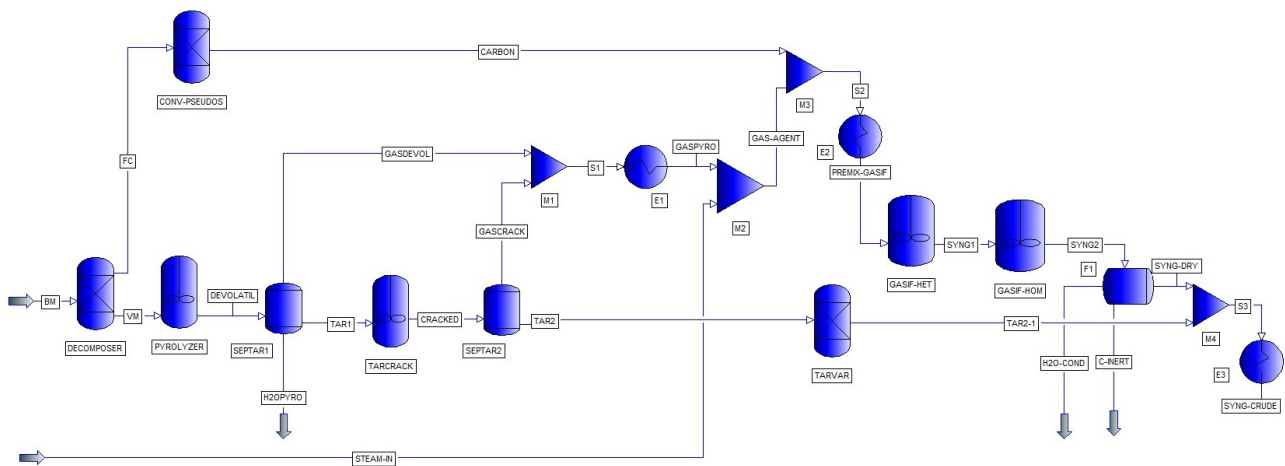 CARBON
CONV-PSEUDOS
M3
S2
FC
GASDEVOL
GAS-AGENT
E2
GASPYRO
S1
PREMIX-GASIF
M1
E1
M2
GASCRACK
SYNG1
SYNG2
SYNG-DRY
F1
GASIF-HET
GASIF-HOM
BM
DEVOLATIL
VM
TAR1
CRACKED
TAR2
TAR2-1
S3
M4
DECOMPOSER
PYROLYZER
SEPTAR1
TARCRACK
SEPTAR2
TARVAR
H2O-COND
C-INERT
E3
H2OPYRO
SYNG-CRUDE
STEAM-IN